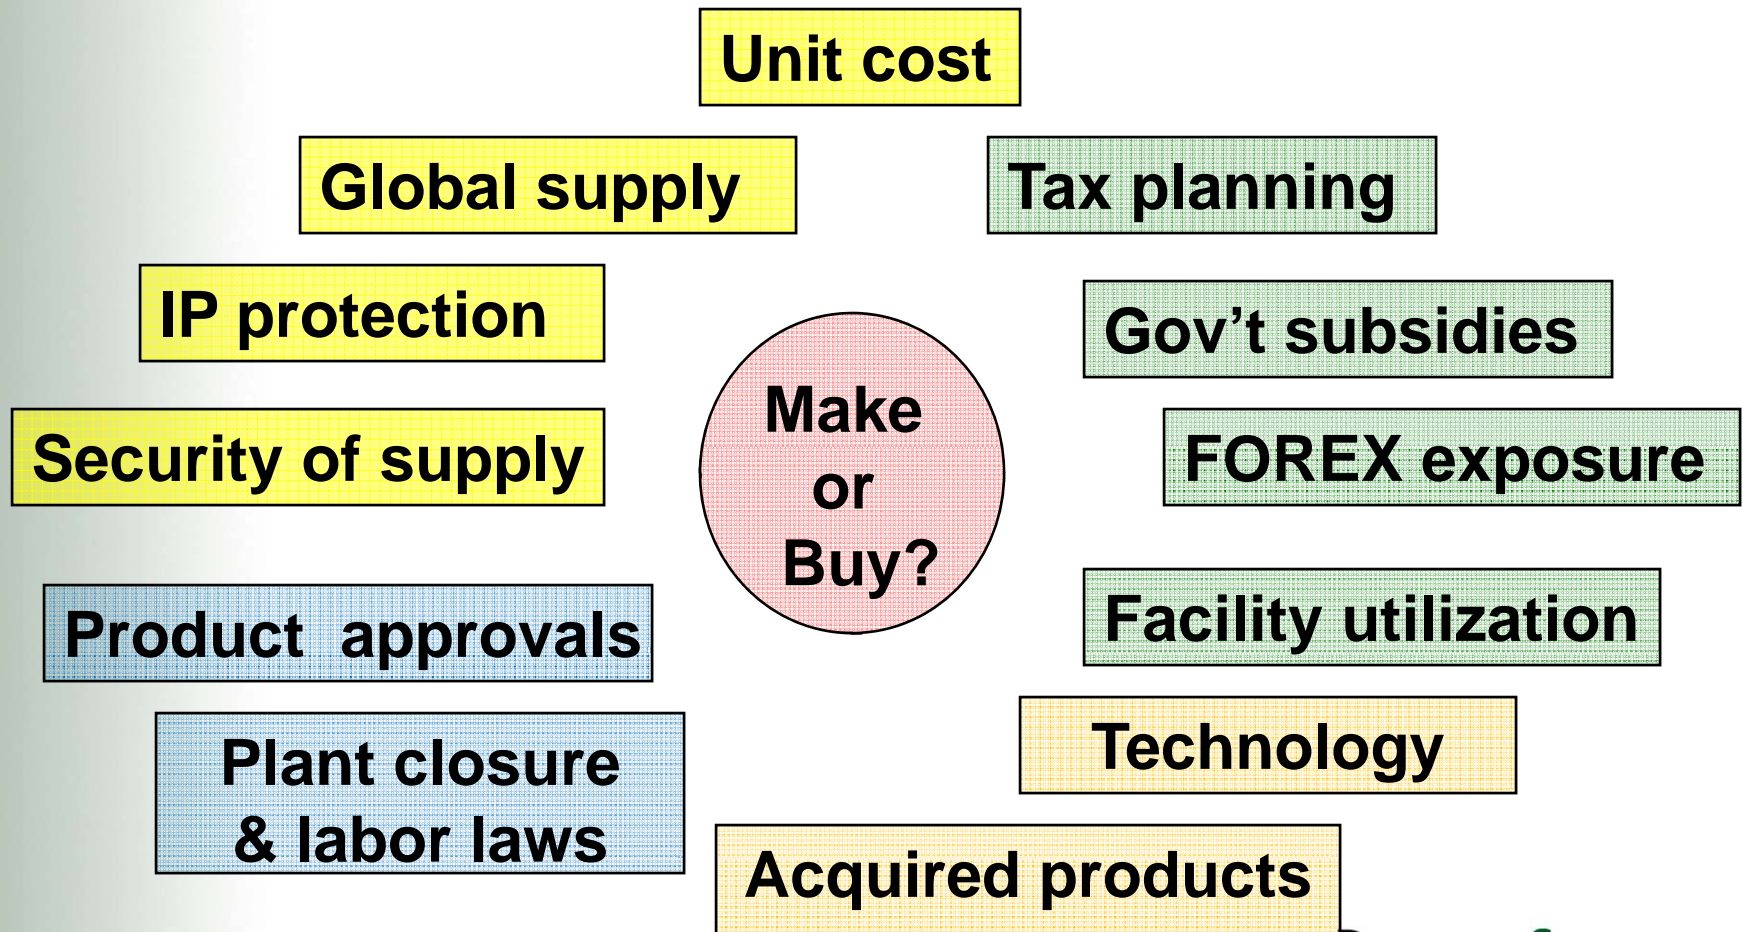 Unit cost
Global supply
Tax planning
IP protection
Gov’t subsidies
Make
or
Buy?
Security of supply
FOREX exposure
Product approvals
Facility utilization
Plant closure
& labor laws
Technology
Acquired products